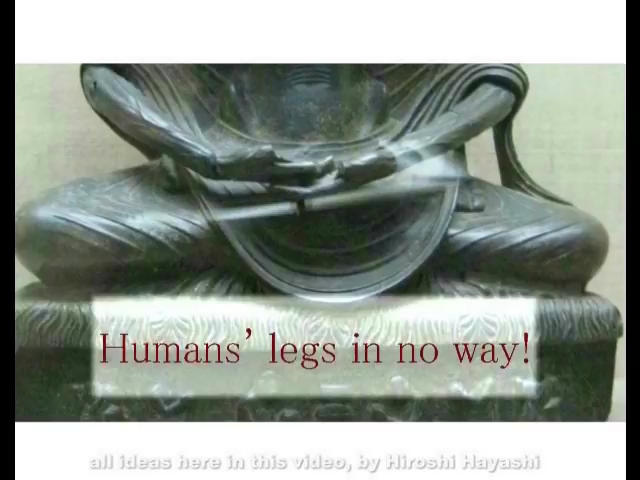 Humans’ legs in no way!
all ideas here in this video, by Hiroshi Hayashi